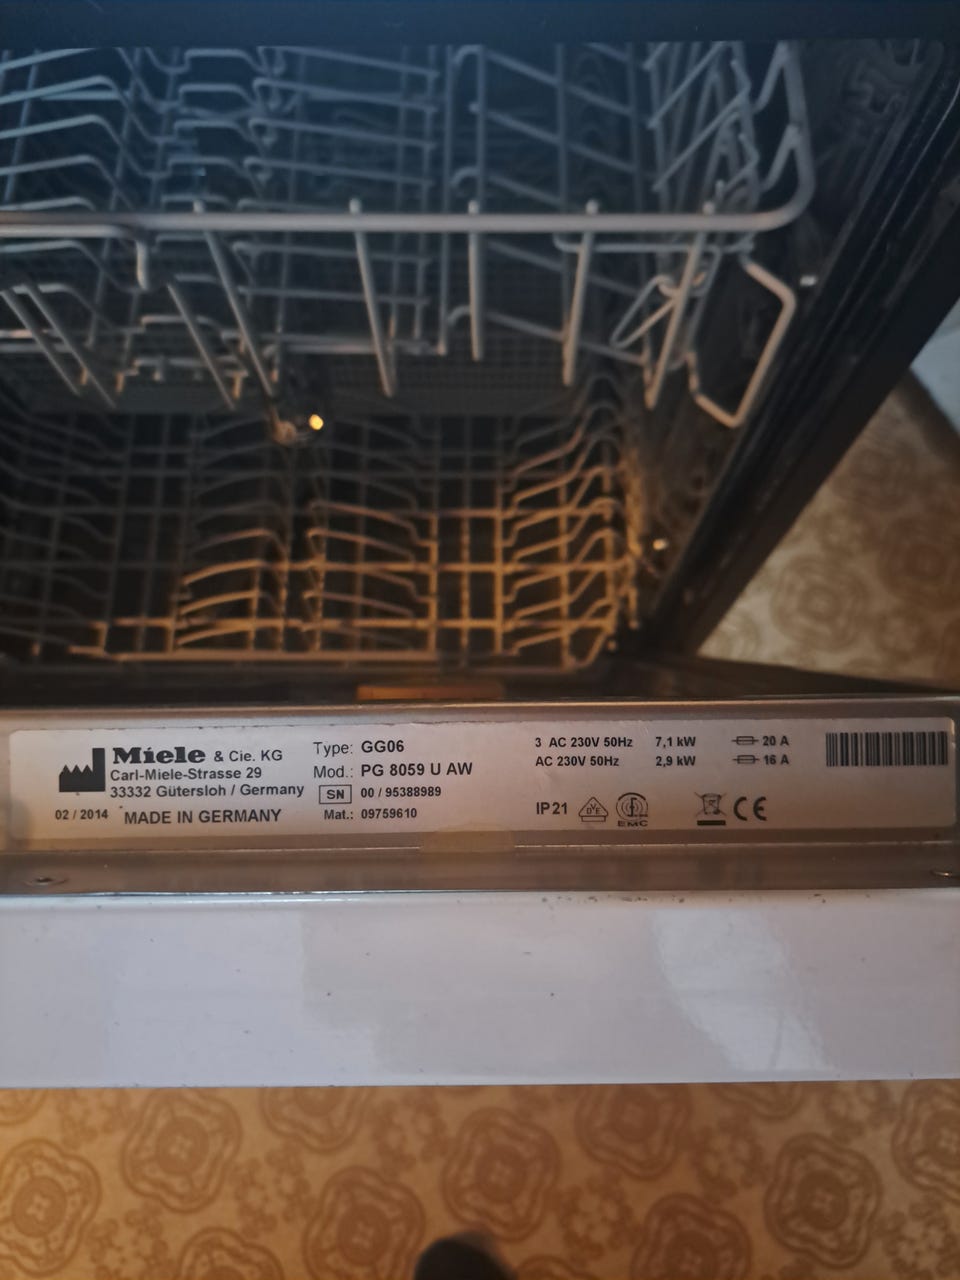 Miele & Cie. KG
Carl-Miele-Strasse 29
33332 Gütersloh / Germany
02 / 2014 MADE IN GERMANY
Type: GG06
Mod.: PG 8059 U AW
SN 00 / 95388989
Mat.: 09759610
3 AC 230V 50Hz 7,1 kW 20 A
AC 230V 50Hz 2,9 kW 16 A
IP21 VDE EMC CE